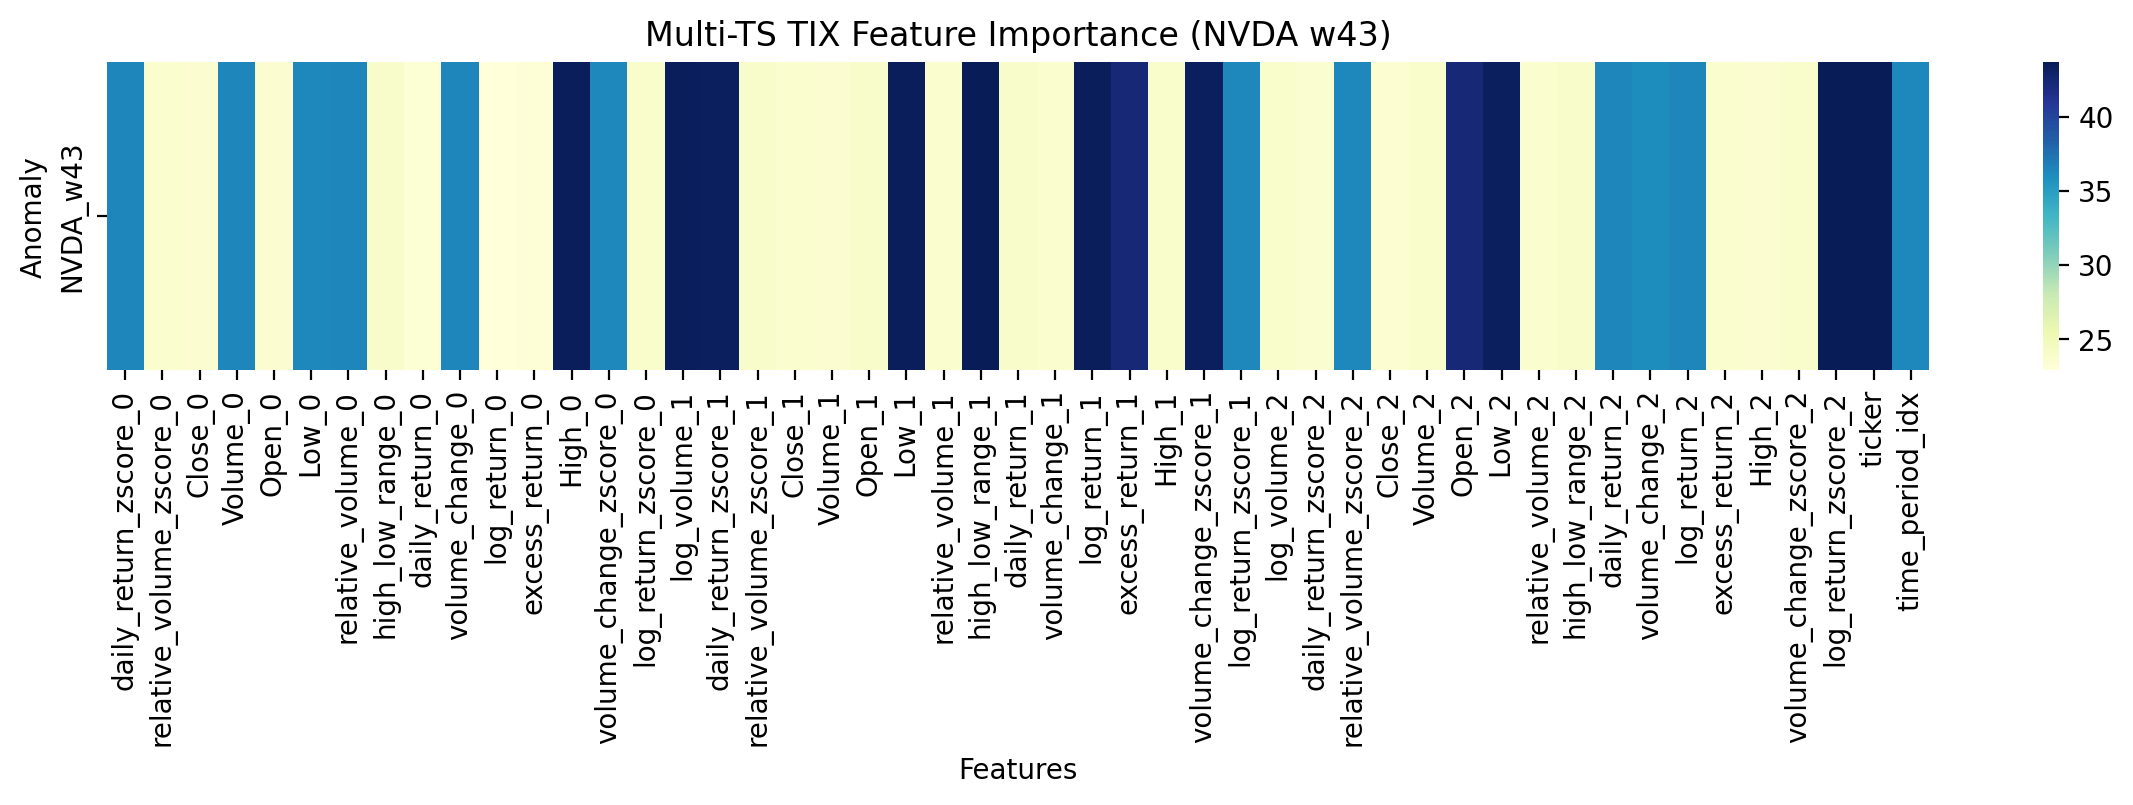 Multi-TS TIX Feature Importance (NVDA w43)
Anomaly
NVDA_w43
40
35
30
25
daily_return_zscore_0
relative_volume_zscore_0
Close_0
Volume_0
Open_0
Low_0
relative_volume_0
high_low_range_0
daily_return_0
volume_change_0
log_return_0
excess_return_0
High_0
volume_change_zscore_0
log_return_zscore_0
log_volume_1
daily_return_zscore_1
relative_volume_zscore_1
Close_1
Volume_1
Open_1
Low_1
relative_volume_1
high_low_range_1
daily_return_1
volume_change_1
log_return_1
excess_return_1
High_1
volume_change_zscore_1
log_return_zscore_1
log_volume_2
daily_return_zscore_2
relative_volume_zscore_2
Close_2
Volume_2
Open_2
Low_2
relative_volume_2
high_low_range_2
daily_return_2
volume_change_2
log_return_2
excess_return_2
High_2
volume_change_zscore_2
log_return_zscore_2
ticker
time_period_idx
Features